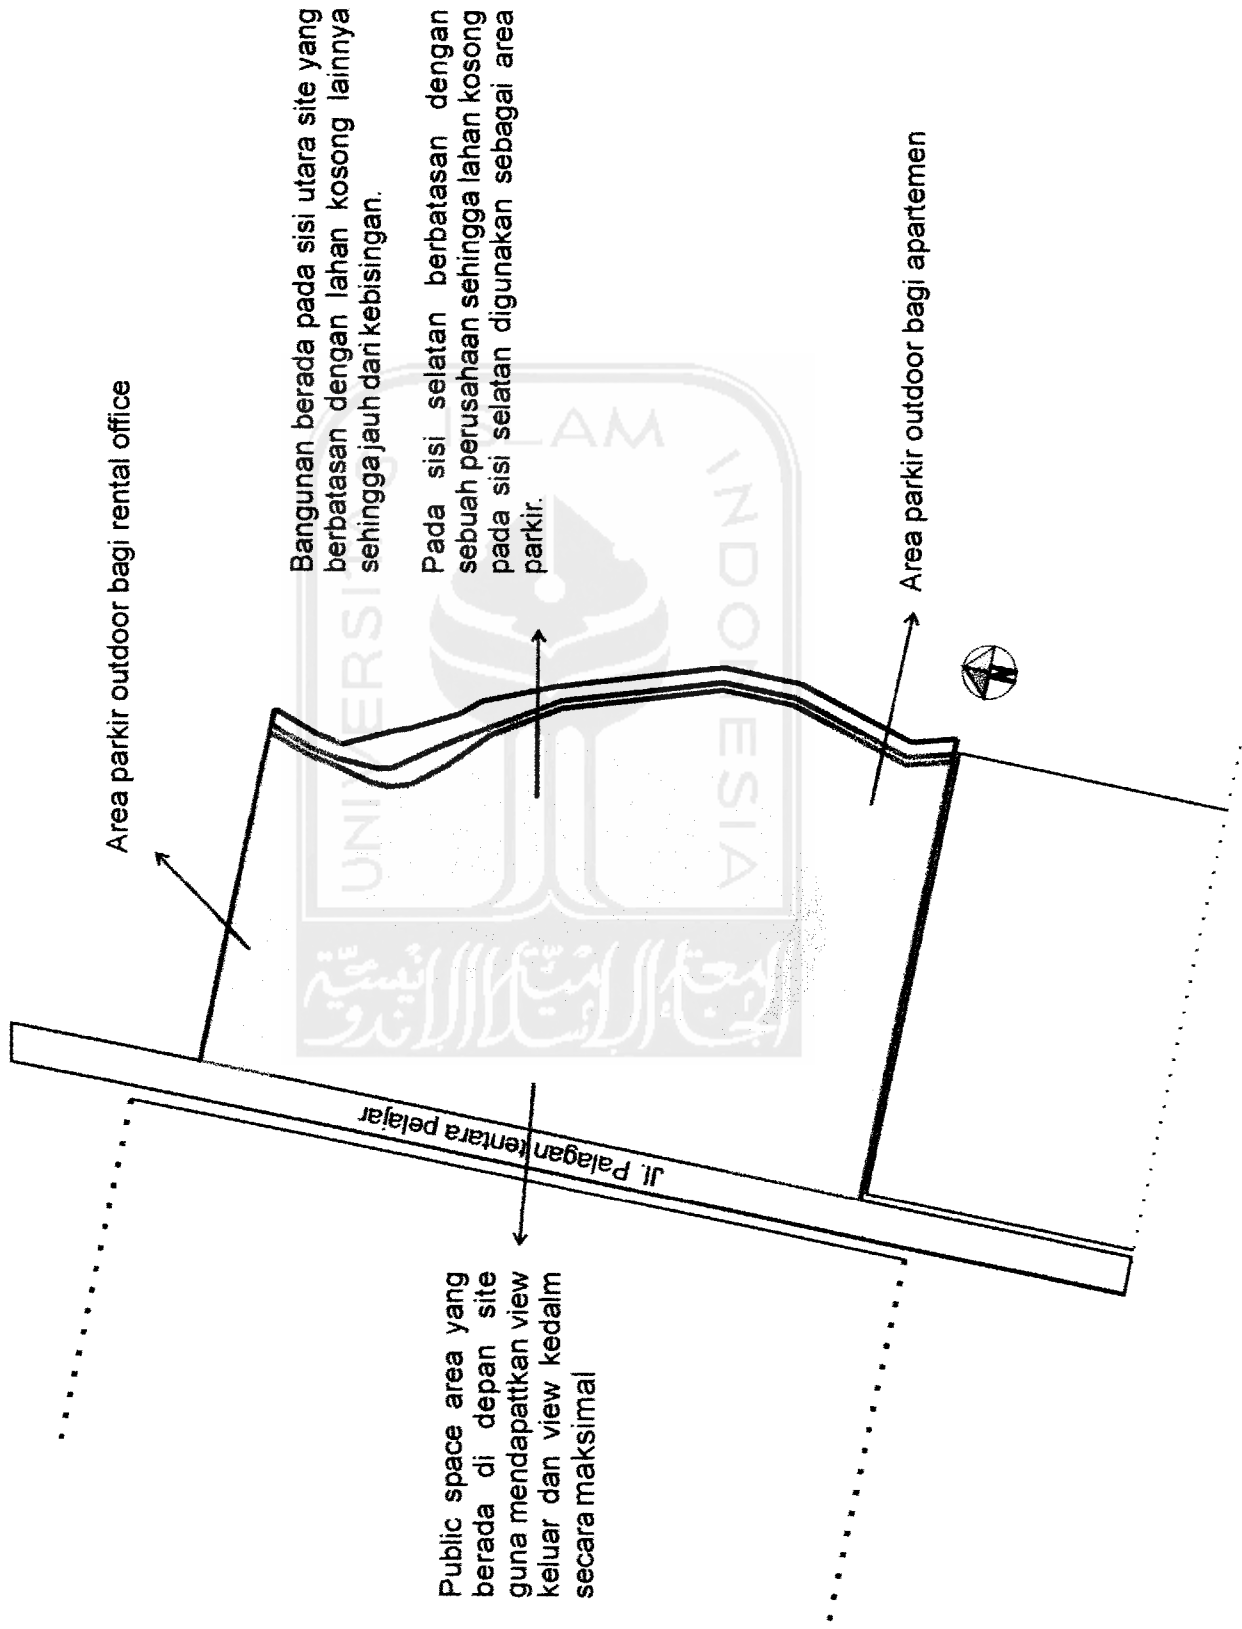 Area parkir outdoor bagi rental office
Bangunan berada pada sisi utara site yang
berbatasan dengan lahan kosong lainnya
sehingga jauh dari kebisingan.
Pada sisi selatan berbatasan dengan
sebuah perusahaan sehingga lahan kosong
pada sisi selatan digunakan sebagai area
parkir.
Area parkir outdoor bagi apartemen
N
Jl. Palagan tentara pelajar
Public space area yang
berada di depan site
guna mendapattkan view
keluar dan view kedalm
secara maksimal
UNIVERSITAS
ISLAM
INDONESIA